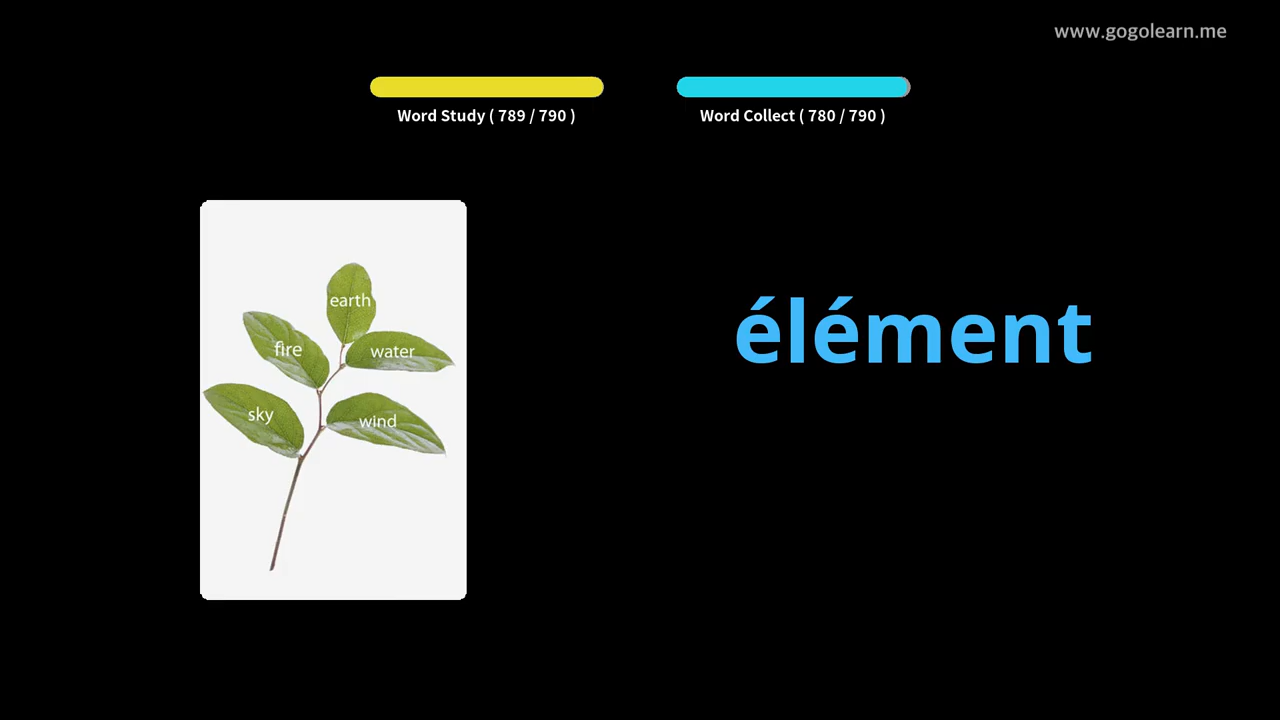 www.gogolearn.me
Word Study ( 789 / 790 )
Word Collect ( 780 / 790 )
earth
fire
water
sky
wind
élément